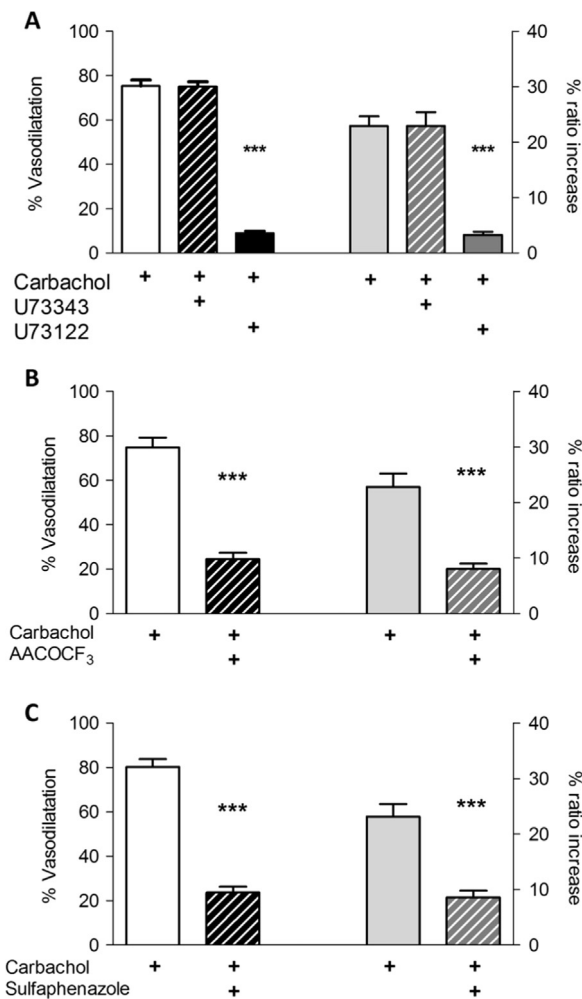 A
100
80
60
40
20
0
% Vasodilatation
***
***
40
30
20
10
0
% ratio increase
Carbachol + + + + + +
U73343 + +
U73122 + +
B
100
80
60
40
20
0
% Vasodilatation
***
***
40
30
20
10
0
% ratio increase
Carbachol + + + +
AACOCF₃ + +
C
100
80
60
40
20
0
% Vasodilatation
***
***
40
30
20
10
0
% ratio increase
Carbachol + + + +
Sulfaphenazole + +